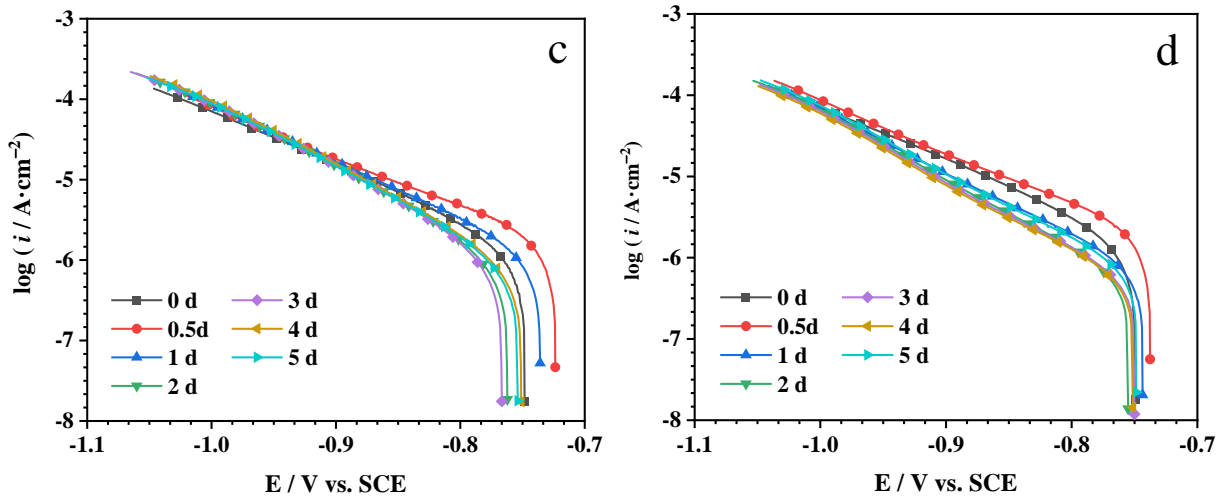 c
-3
-4
-5
-6
-7
-8
log ( i / A·cm−2)
0 d
0.5d
1 d
2 d
3 d
4 d
5 d
-1.1
-1.0
-0.9
-0.8
-0.7
E / V vs. SCE
d
-3
-4
-5
-6
-7
-8
log ( i / A·cm−2)
0 d
0.5d
1 d
2 d
3 d
4 d
5 d
-1.1
-1.0
-0.9
-0.8
-0.7
E / V vs. SCE